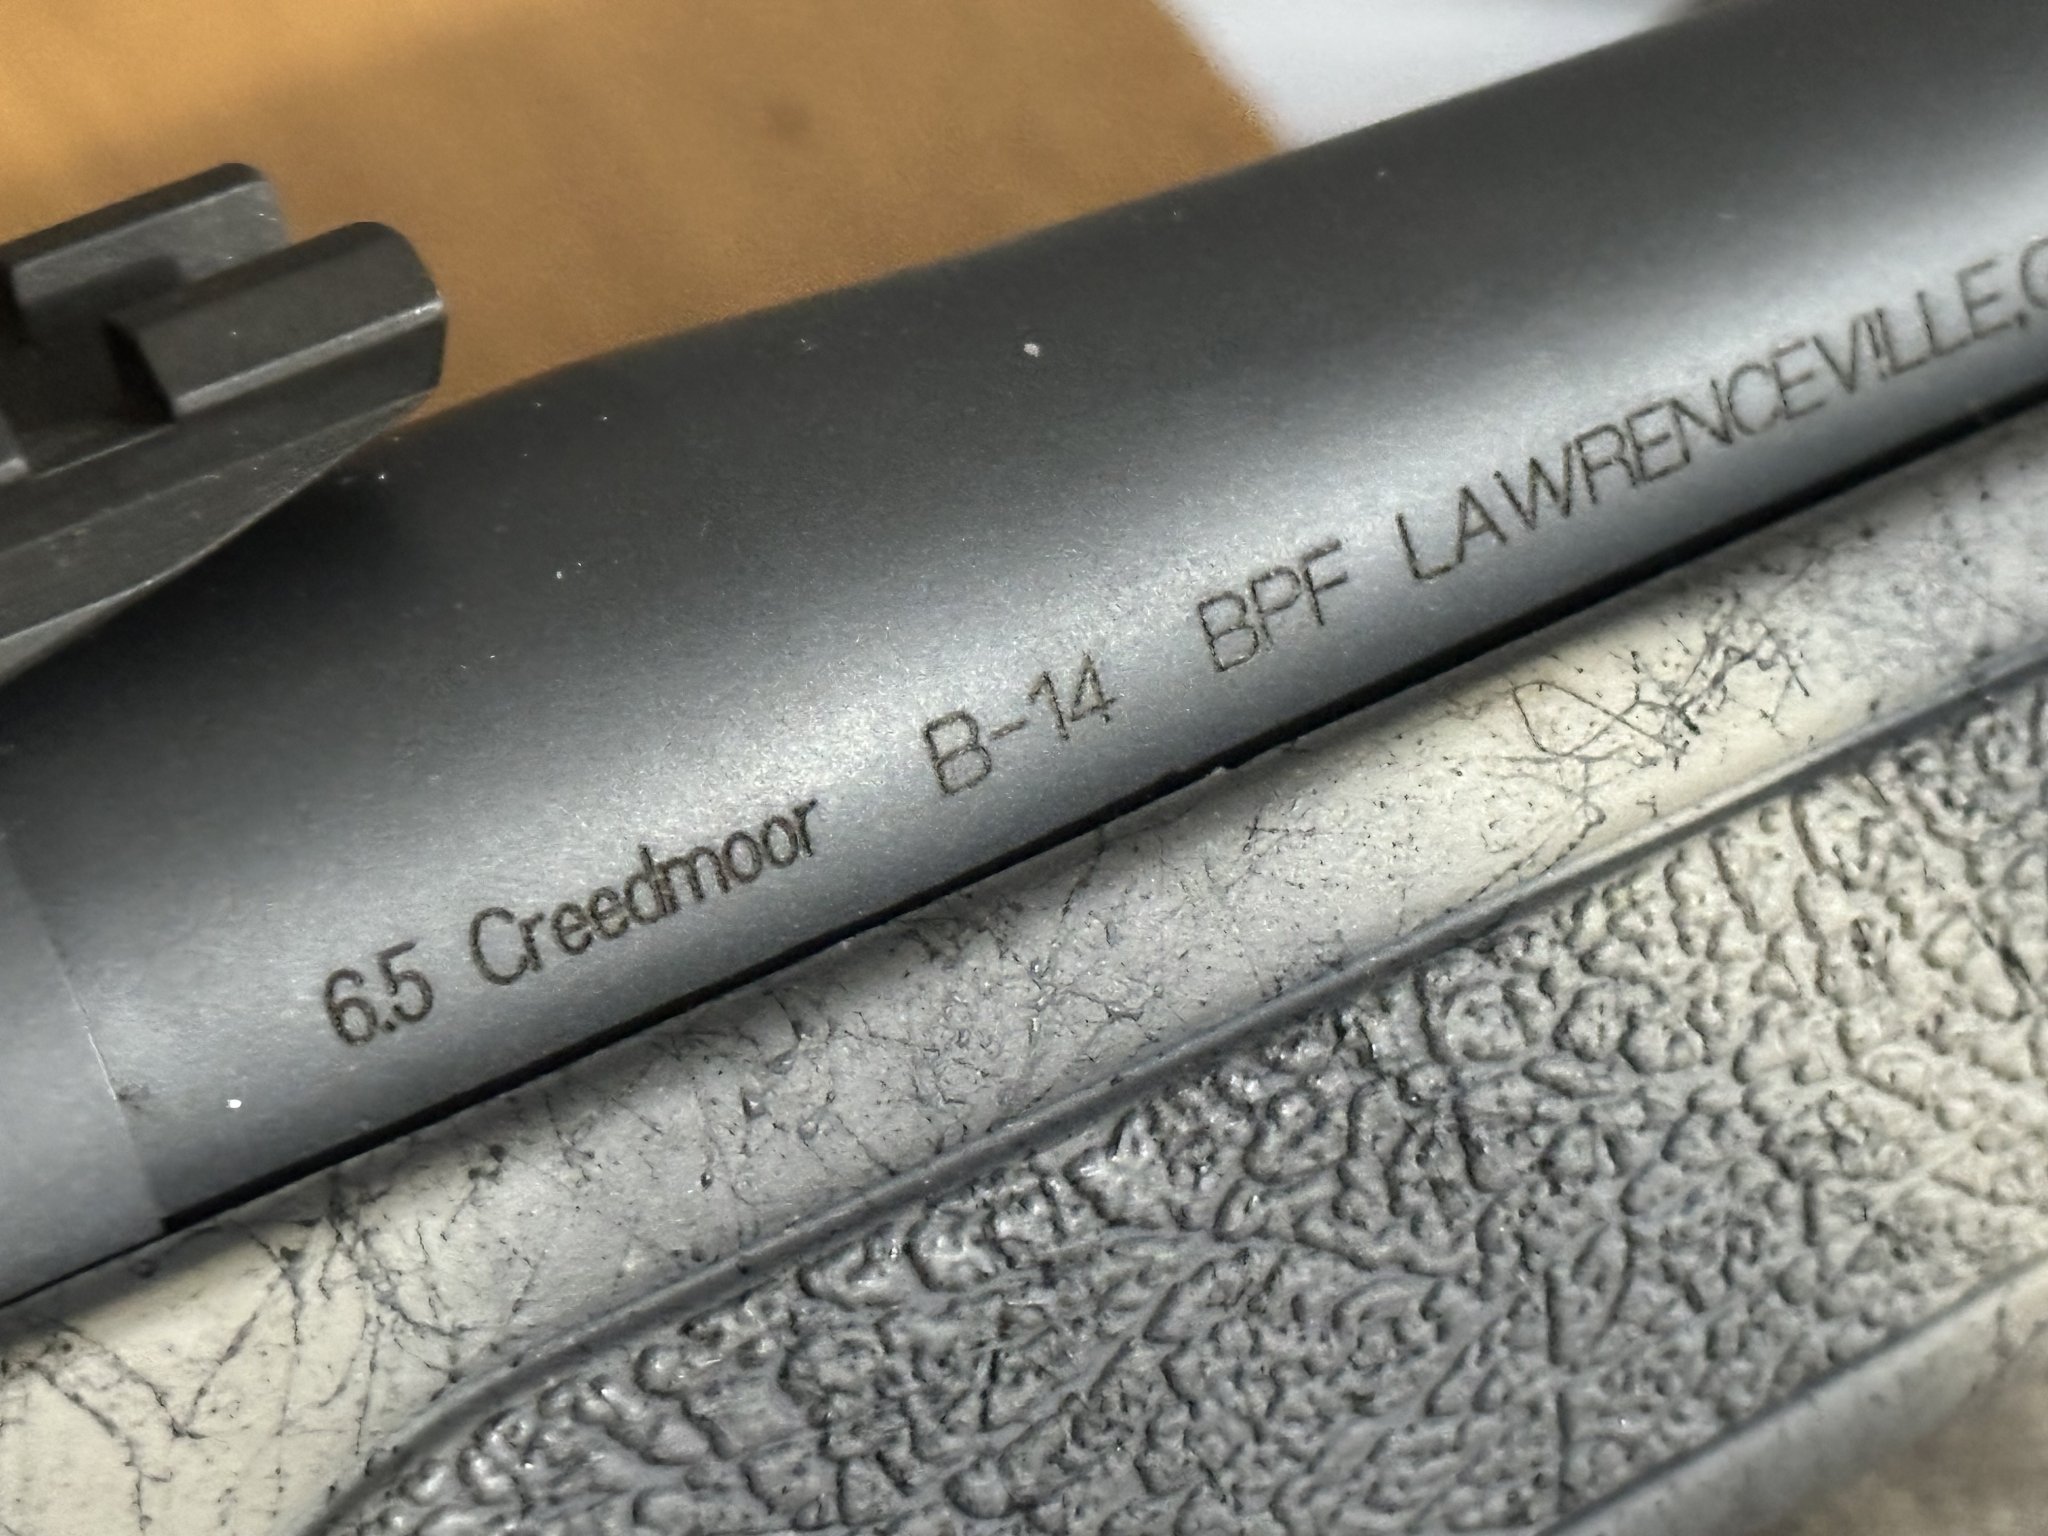 6.5 Creedmoor B-14 BPF LAWRENCEVILLE,